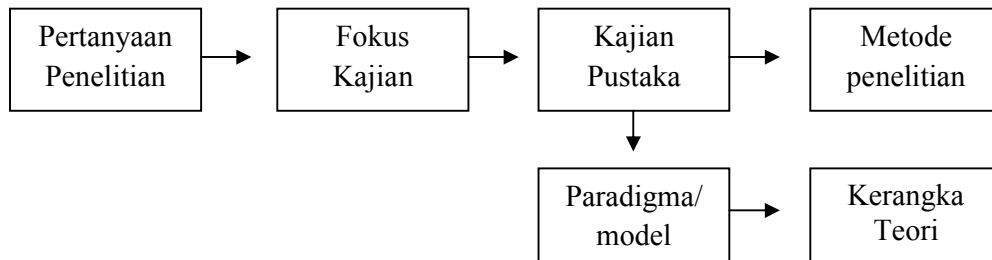 Pertanyaan
Penelitian
Fokus
Kajian
Kajian
Pustaka
Metode
penelitian
Paradigma/
model
Kerangka
Teori